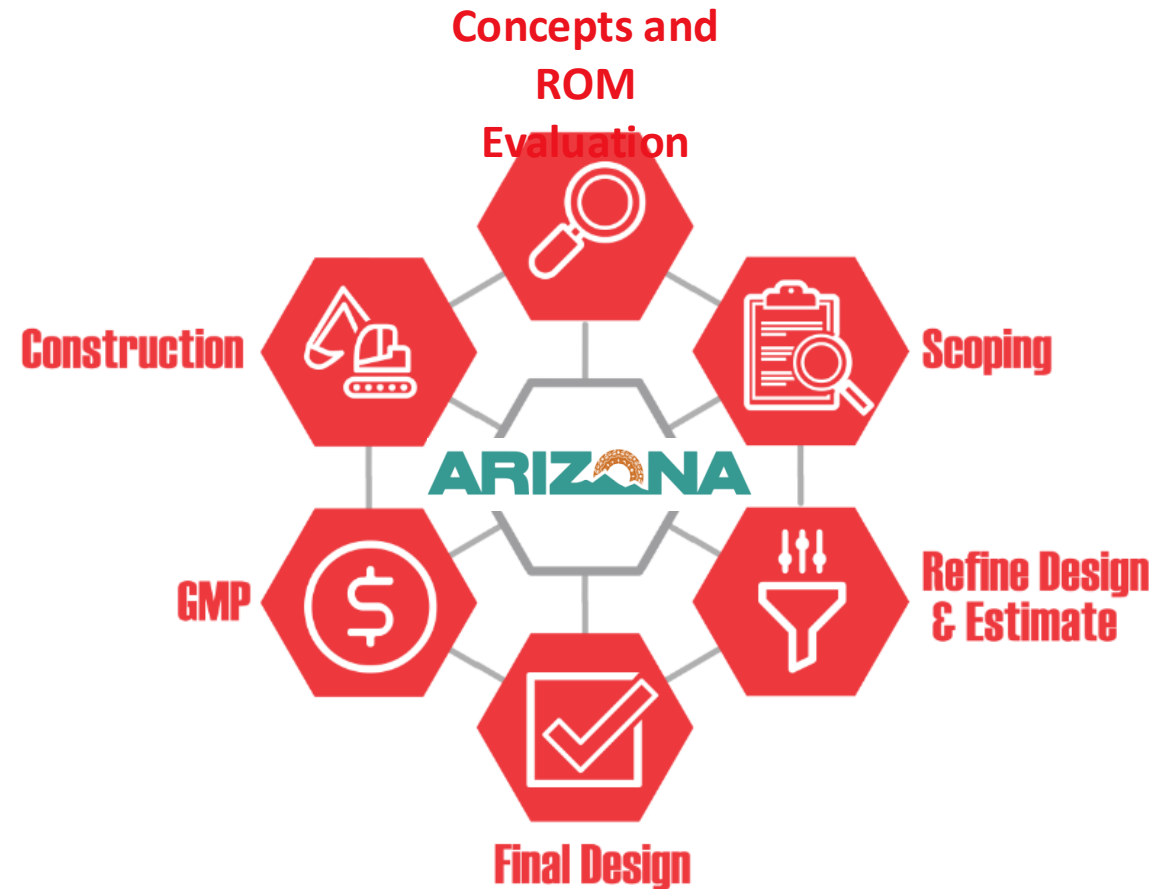 Concepts and
ROM
Evaluation
Construction
Scoping
ARIZONA
GMP
Refine Design
& Estimate
Final Design